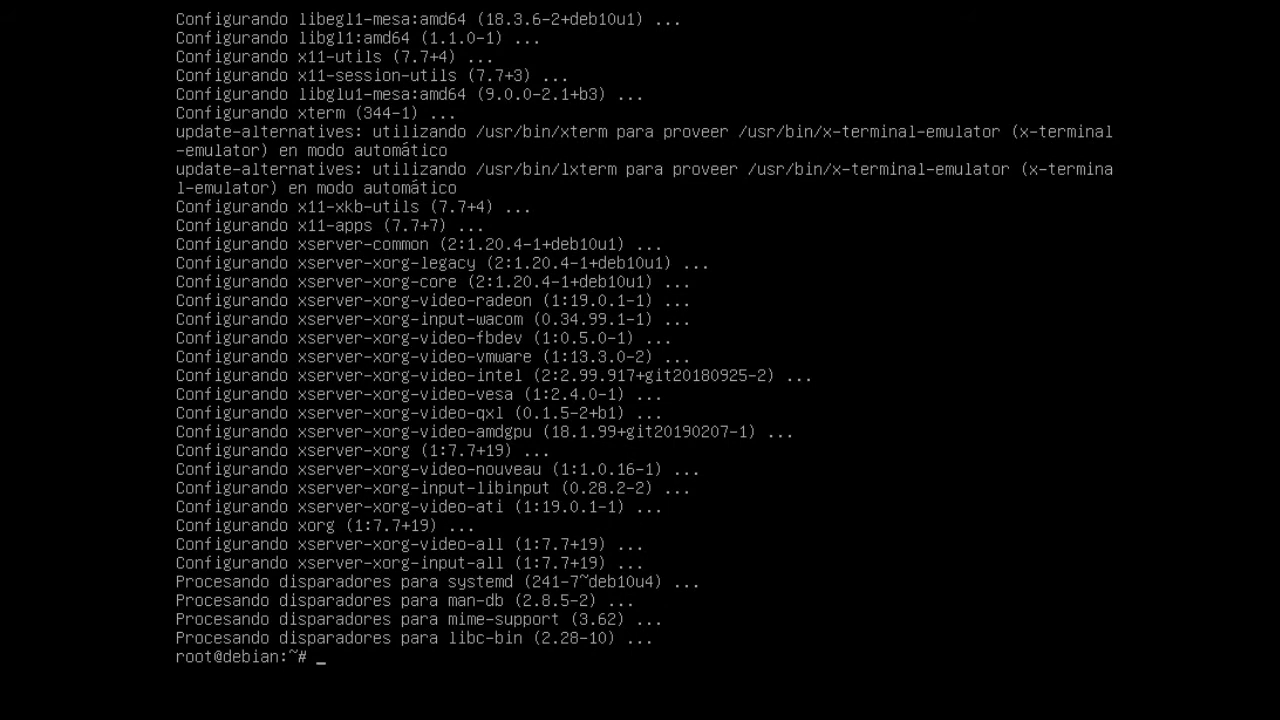 Configurando libegl1-mesa:amd64 (18.3.6-2+deb10u1) ...
Configurando libgl1:amd64 (1.1.0-1) ...
Configurando x11-utils (7.7+4) ...
Configurando x11-session-utils (7.7+3) ...
Configurando libglu1-mesa:amd64 (9.0.0-2.1+b3) ...
Configurando xterm (344-1) ...
update-alternatives: utilizando /usr/bin/xterm para proveer /usr/bin/x-terminal-emulator (x-terminal
-emulator) en modo automático
update-alternatives: utilizando /usr/bin/lxterm para proveer /usr/bin/x-terminal-emulator (x-termina
l-emulator) en modo automático
Configurando x11-xkb-utils (7.7+4) ...
Configurando x11-apps (7.7+7) ...
Configurando xserver-common (2:1.20.4-1+deb10u1) ...
Configurando xserver-xorg-legacy (2:1.20.4-1+deb10u1) ...
Configurando xserver-xorg-core (2:1.20.4-1+deb10u1) ...
Configurando xserver-xorg-video-radeon (1:19.0.1-1) ...
Configurando xserver-xorg-input-wacom (0.34.99.1-1) ...
Configurando xserver-xorg-video-fbdev (1:0.5.0-1) ...
Configurando xserver-xorg-video-vmware (1:13.3.0-2) ...
Configurando xserver-xorg-video-intel (2:2.99.917+git20180925-2) ...
Configurando xserver-xorg-video-vesa (1:2.4.0-1) ...
Configurando xserver-xorg-video-qxl (0.1.5-2+b1) ...
Configurando xserver-xorg-video-amdgpu (18.1.99+git20190207-1) ...
Configurando xserver-xorg (1:7.7+19) ...
Configurando xserver-xorg-video-nouveau (1:1.0.16-1) ...
Configurando xserver-xorg-input-libinput (0.28.2-2) ...
Configurando xserver-xorg-video-ati (1:19.0.1-1) ...
Configurando xorg (1:7.7+19) ...
Configurando xserver-xorg-video-all (1:7.7+19) ...
Configurando xserver-xorg-input-all (1:7.7+19) ...
Procesando disparadores para systemd (241-7~deb10u4) ...
Procesando disparadores para man-db (2.8.5-2) ...
Procesando disparadores para mime-support (3.62) ...
Procesando disparadores para libc-bin (2.28-10) ...
root@debian:~# _